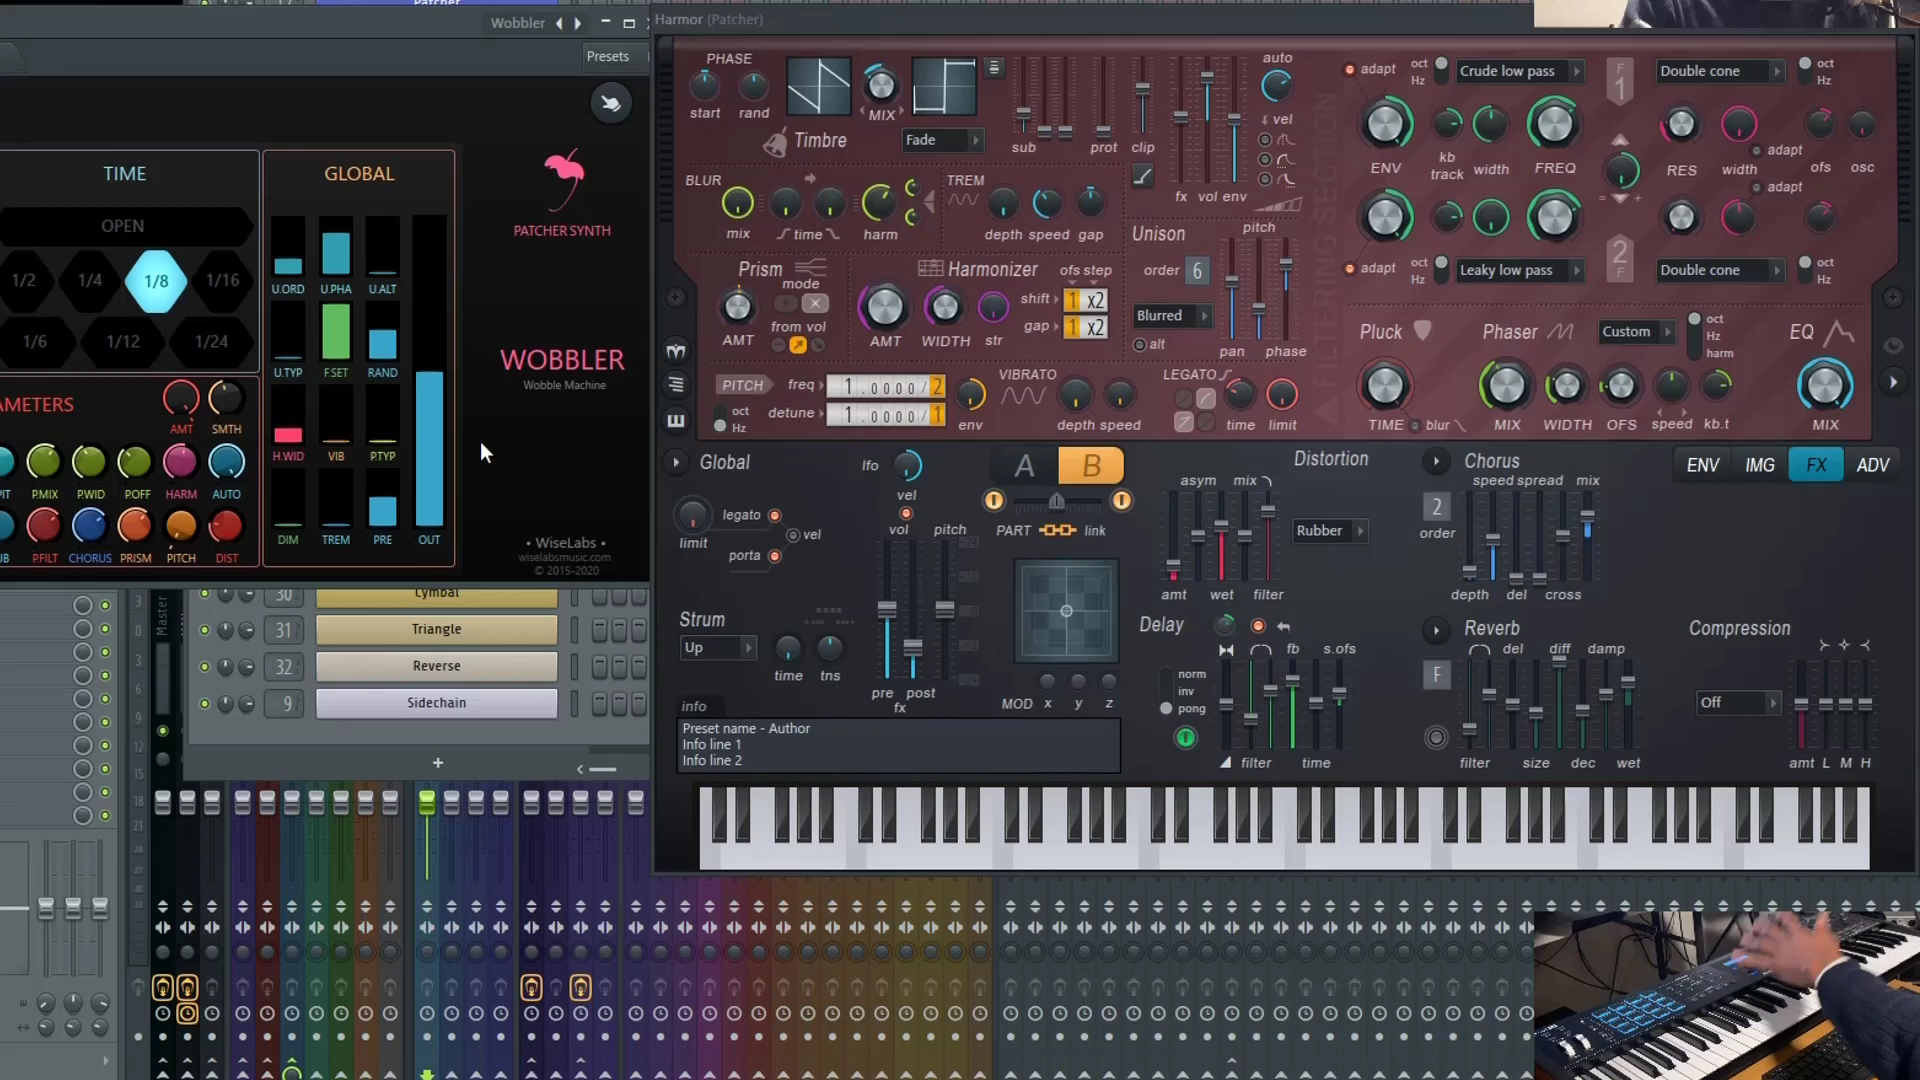 Patcher
Wobbler
Presets
Harmor (Patcher)
TIME
OPEN
1/2
1/4
1/8
1/16
1/6
1/12
1/24
GLOBAL
U.ORD
U.PHA
U.ALT
U.TYP
F.SET
RAND
H.WID
VIB
P.TYP
DIM
TREM
PRE
OUT
PATCHER SYNTH
WOBBLER
Wobble Machine
• WiseLabs •
wiselabsmusic.com
© 2015-2020
AMT
SMTH
P.MIX
P.WID
POFF
HARM
AUTO
P.FILT
CHORUS
PRISM
PITCH
DIST
Master
30
Cymbal
31
Triangle
32
Reverse
9
Sidechain
PHASE
start
rand
MIX
Timbre
Fade
sub
prot
clip
fx
vol
env
auto
vel
BLUR
mix
time
harm
TREM
depth
speed
gap
Prism
mode
AMT
from vol
Harmonizer
AMT
WIDTH
str
ofs step
shift
1 x2
gap
1 x2
Unison
order
6
Blurred
alt
pitch
pan
phase
PITCH
freq
1 .0000/2
detune
1 .0000/1
oct
Hz
env
VIBRATO
depth speed
LEGATO
time
limit
FILTERING SECTION
adapt
oct
Hz
Crude low pass
F
1
Double cone
oct
Hz
ENV
kb
track
width
FREQ
RES
width
adapt
adapt
ofs
osc
adapt
oct
Hz
Leaky low pass
2
F
Double cone
oct
Hz
Pluck
TIME
blur
Phaser
Custom
oct
Hz
harm
MIX
WIDTH
OFS
speed
kb.t
EQ
MIX
Global
lfo
vel
limit
legato
porta
vel
vol
pitch
pre
post
fx
A
B
PART
link
Strum
Up
time
tns
MOD
x
y
z
info
Preset name - Author
Info line 1
Info line 2
Distortion
asym
mix
Rubber
amt
wet
filter
Chorus
speed spread
mix
2
order
depth
del
cross
ENV
IMG
FX
ADV
Delay
fb
s.ofs
norm
inv
pong
filter
time
Reverb
del
diff
damp
F
filter
size
dec
wet
Compression
Off
amt
L
M
H